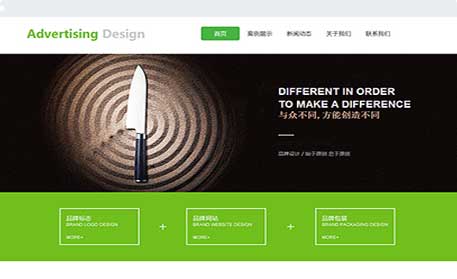 Advertising Design
首页 案例展示 新闻动态 关于我们 联系我们
DIFFERENT IN ORDER
TO MAKE A DIFFERENCE
与众不同, 方能创造不同
品牌设计 / 始于原创 忠于原创
品牌标志 + 品牌网站 + 品牌包装
BRAND LOGO DESIGN BRAND WEBSITE DESIGN BRAND PACKAGING DESIGN
MORE+ MORE+ MORE+